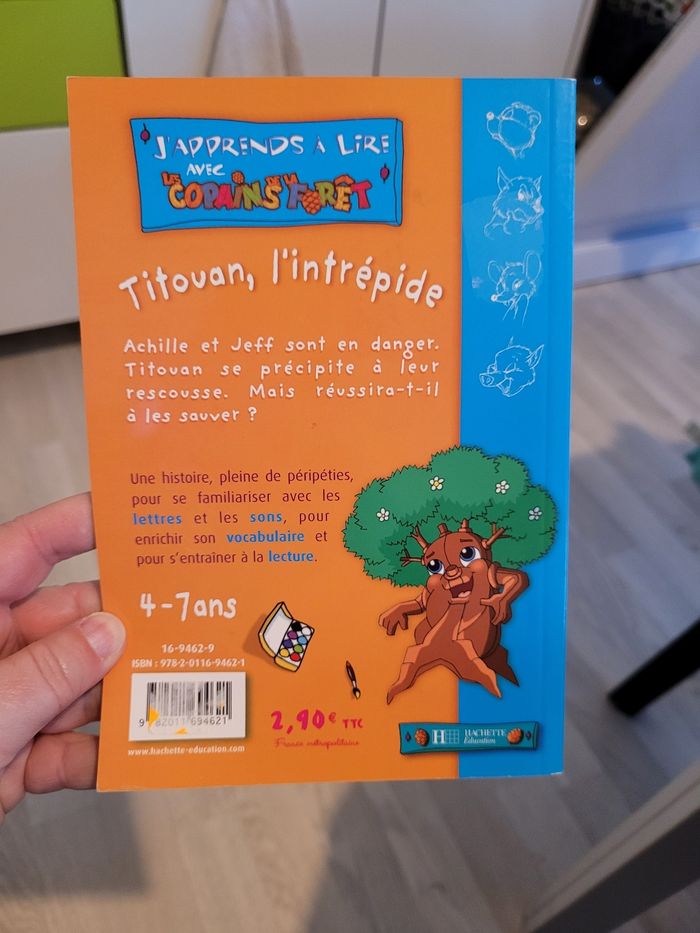 J'APPRENDS À LIRE
AVEC
LES COPAINS DE LA FORÊT
Titouan, l'intrépide
Achille et Jeff sont en danger.
Titouan se précipite à leur
rescousse. Mais réussira-t-il
à les sauver ?
Une histoire, pleine de péripéties,
pour se familiariser avec les
lettres et les sons, pour
enrichir son vocabulaire et
pour s'entraîner à la lecture.
4-7ans
16-9462-9
ISBN : 978-2-0116-9462-1
9 782011 694621
www.hachette-education.com
2,90€ TTC
France métropolitaine
H HACHETTE
Éducation